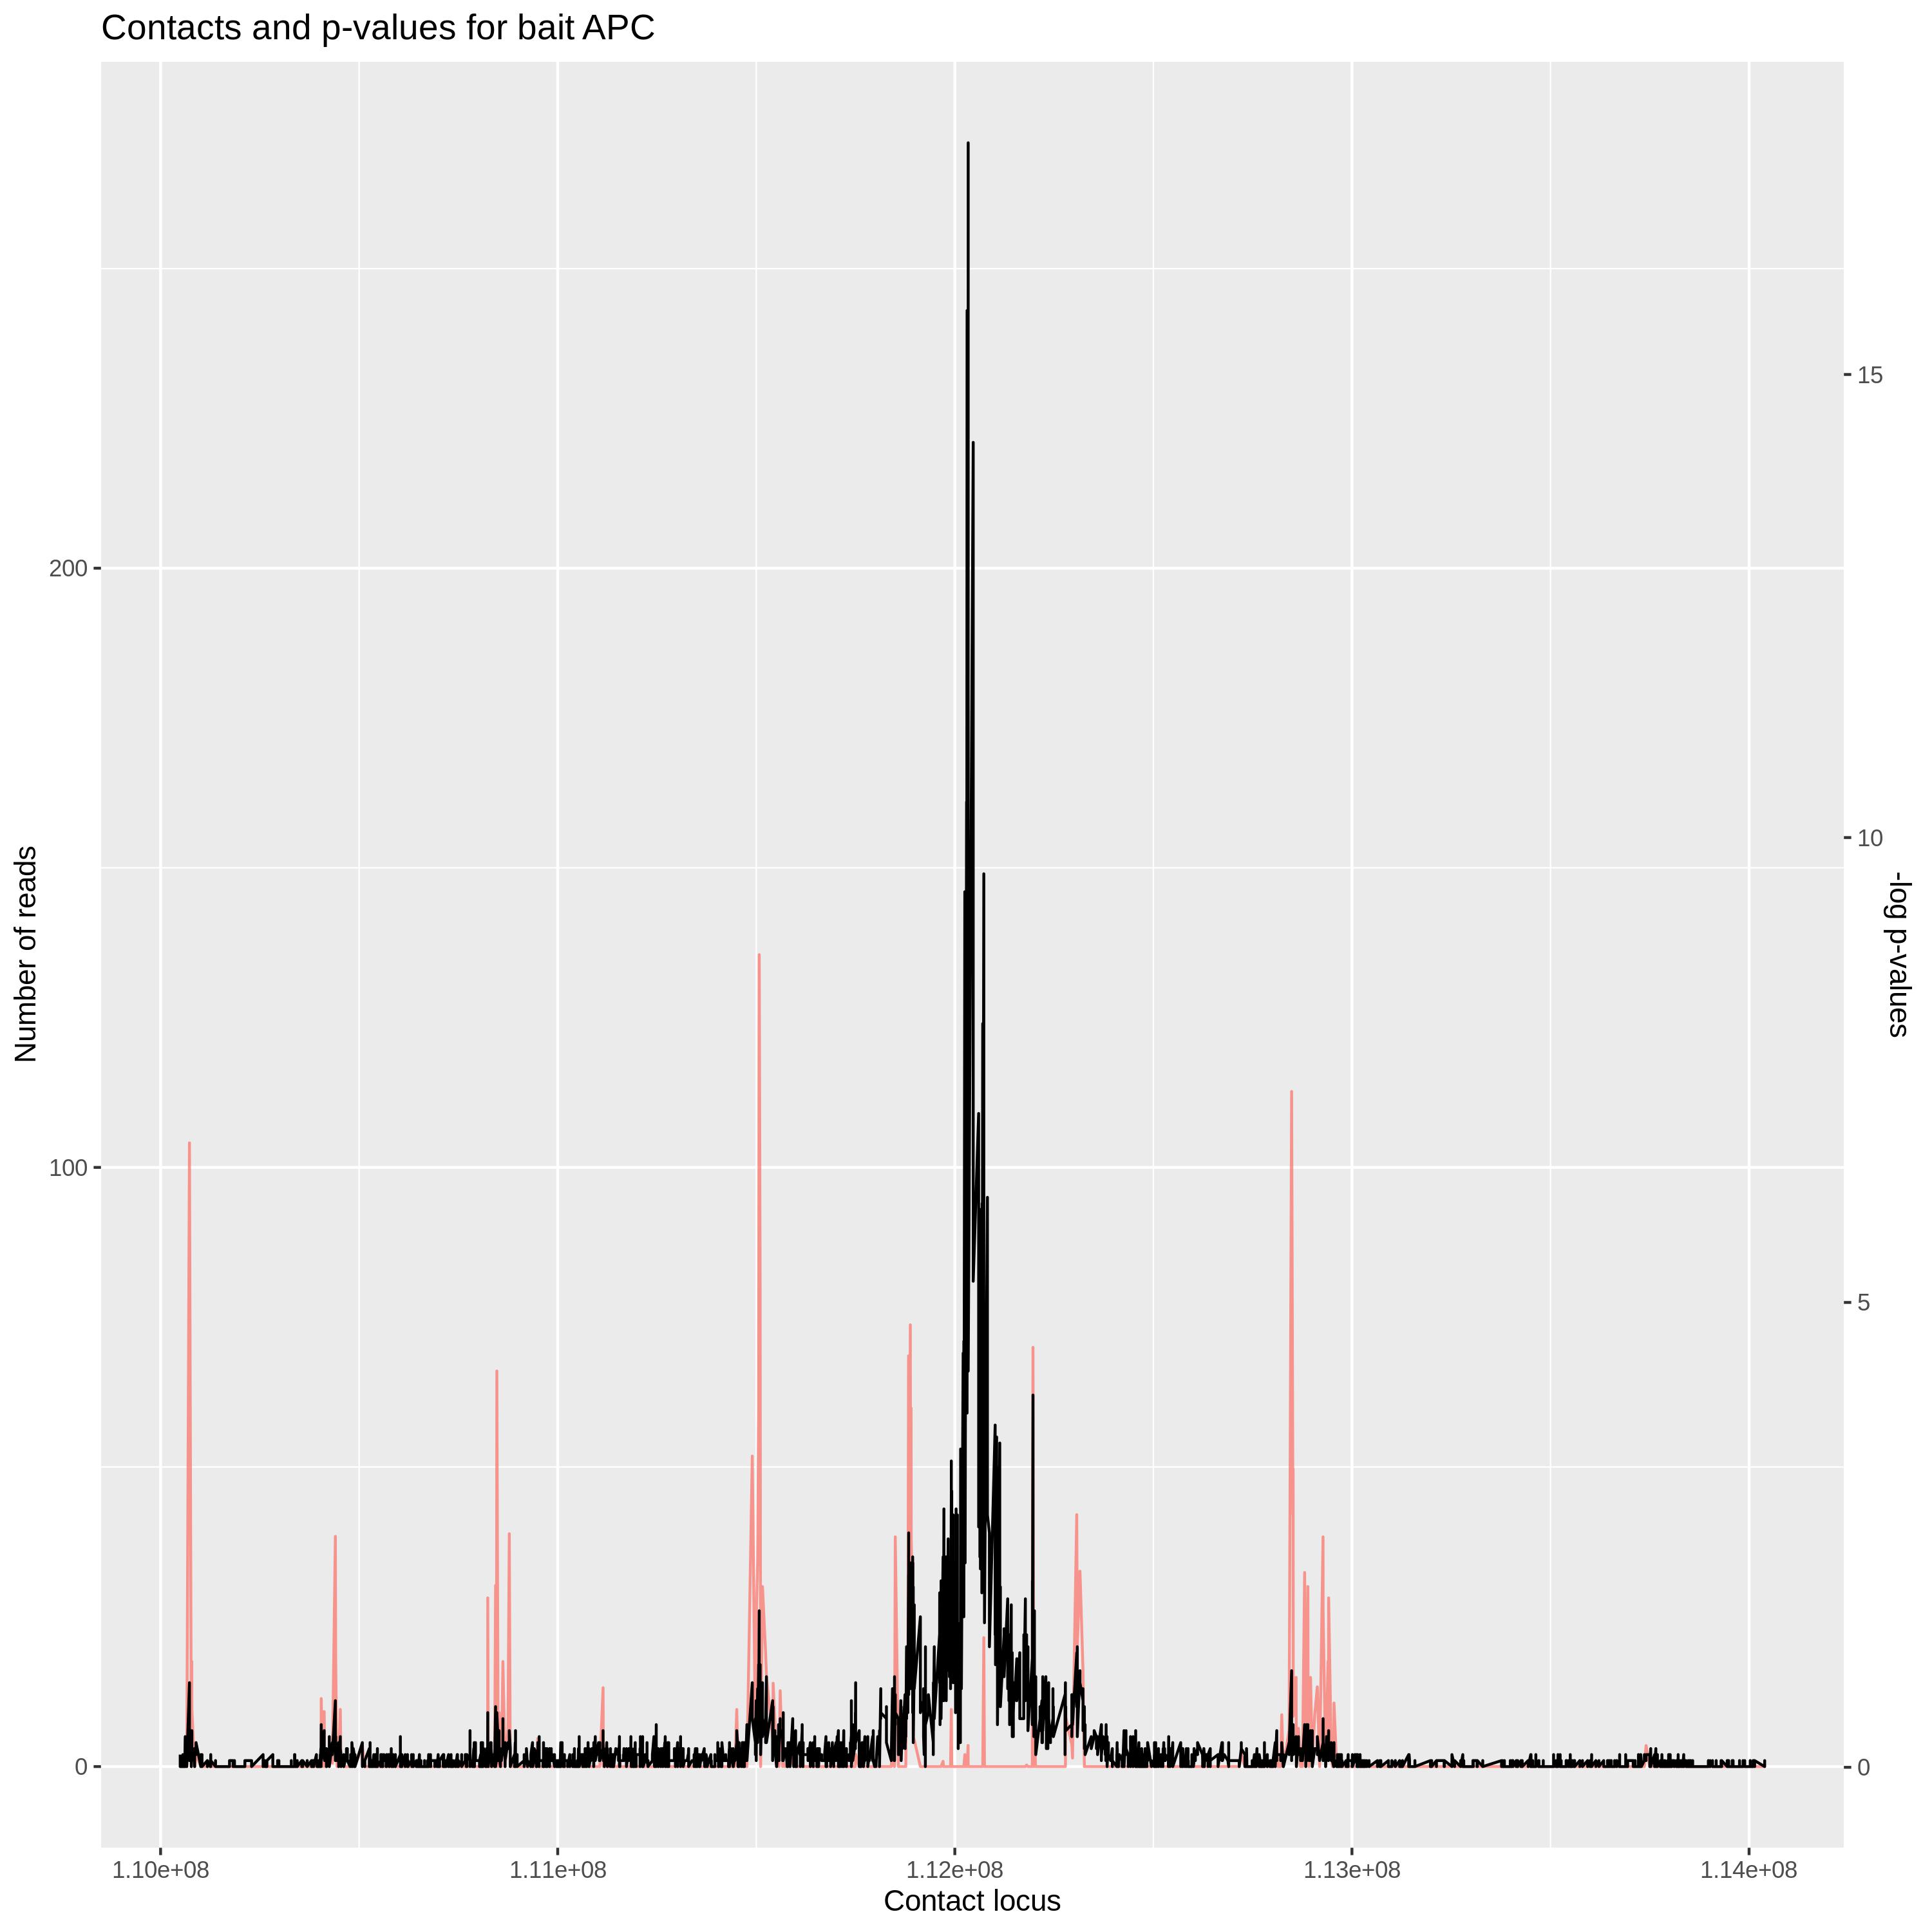 Contacts and p-values for bait APC
Number of reads
200
100
0
15
10
5
0
-log p-values
1.10e+08 1.11e+08 1.12e+08 1.13e+08 1.14e+08
Contact locus